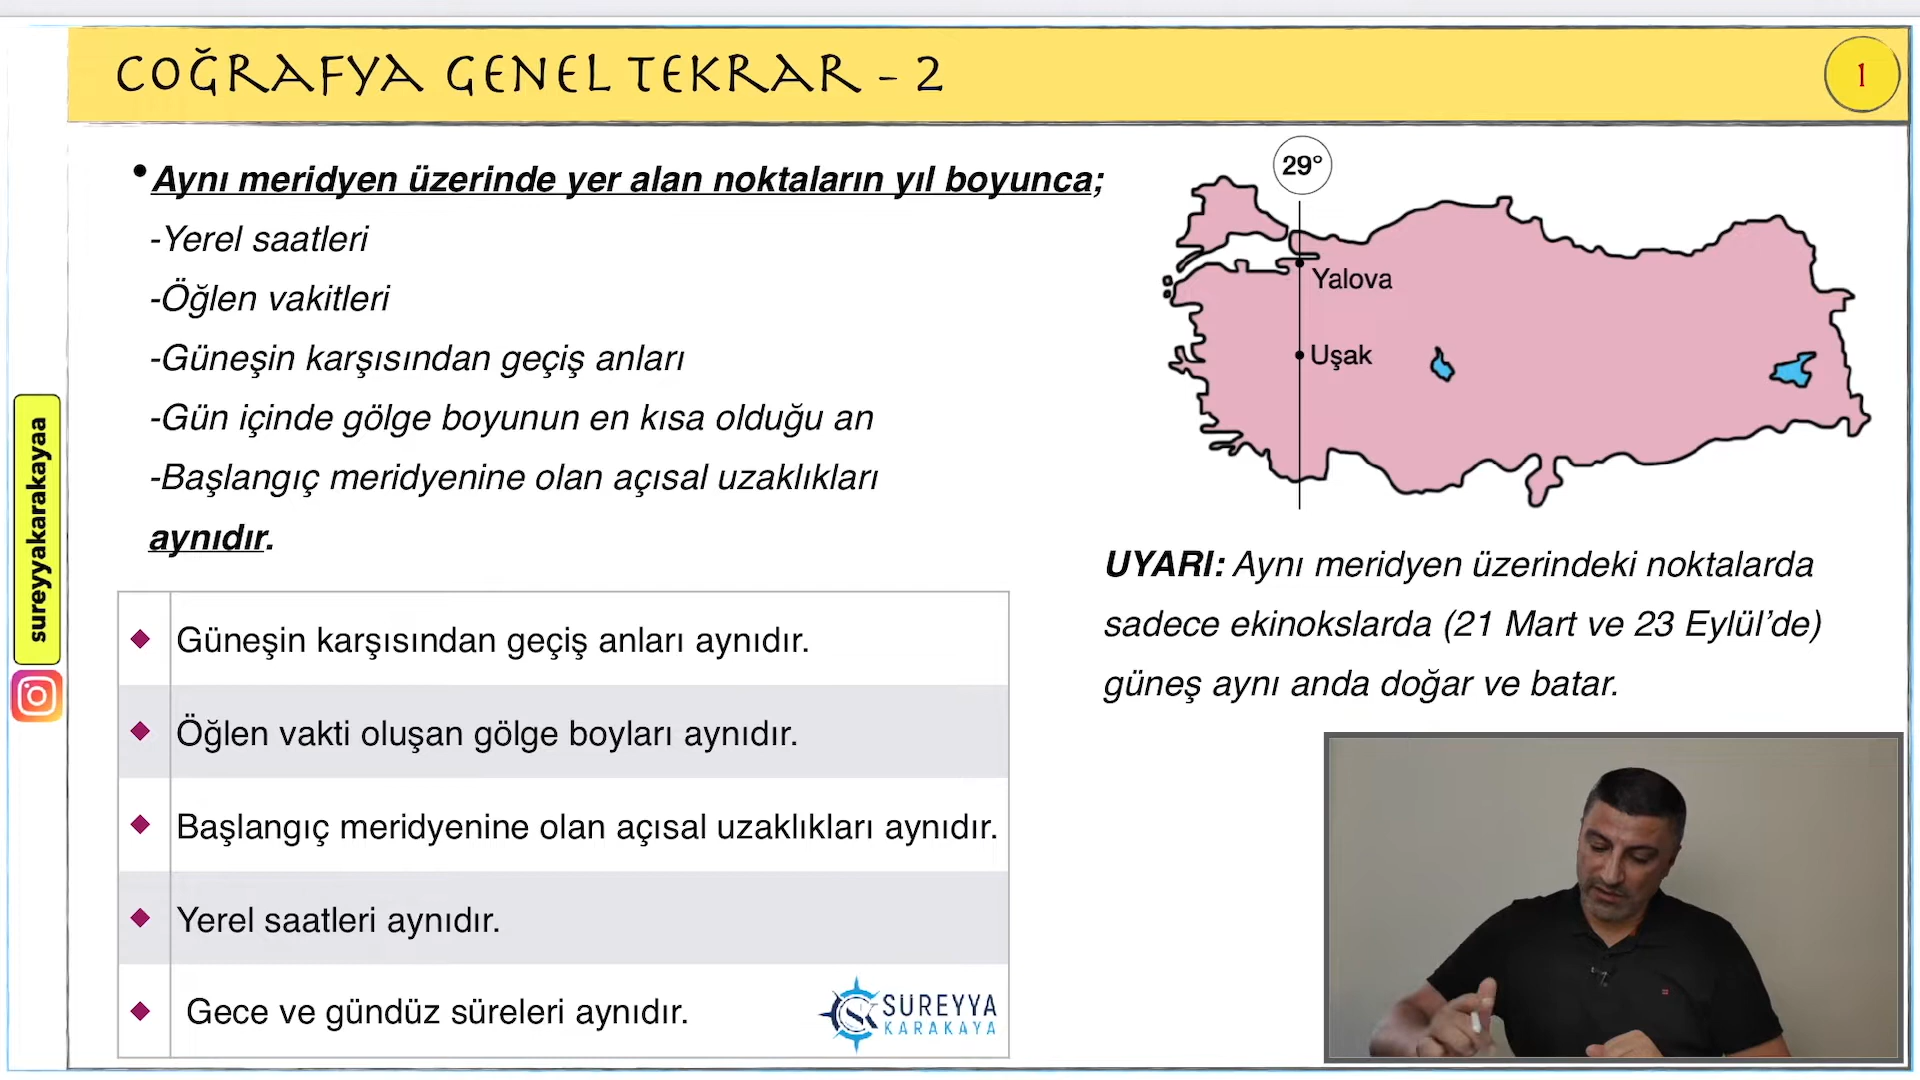 COĞRAFYA GENEL TEKRAR - 2
1
Aynı meridyen üzerinde yer alan noktaların yıl boyunca;
-Yerel saatleri
-Öğlen vakitleri
-Güneşin karşısından geçiş anları
-Gün içinde gölge boyunun en kısa olduğu an
-Başlangıç meridyenine olan açısal uzaklıkları
aynıdır.
29°
Yalova
Uşak
UYARI: Aynı meridyen üzerindeki noktalarda
sadece ekinokslarda (21 Mart ve 23 Eylül’de)
güneş aynı anda doğar ve batar.
Güneşin karşısından geçiş anları aynıdır.
Öğlen vakti oluşan gölge boyları aynıdır.
Başlangıç meridyenine olan açısal uzaklıkları aynıdır.
Yerel saatleri aynıdır.
Gece ve gündüz süreleri aynıdır.
SÜREYYA
KARAKAYA
sureyyakarakayaa